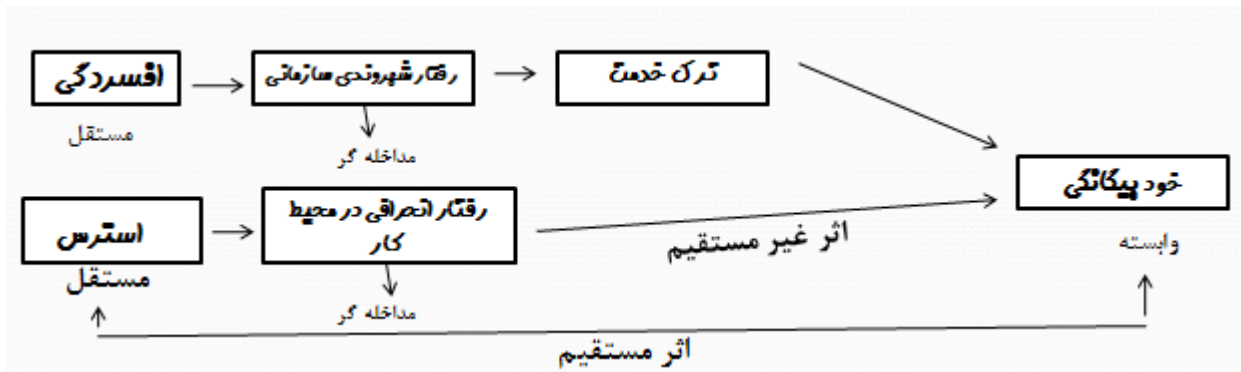 افسردگی
رفتار شهروندی سازمانی
ترک خدمت
مستقل
مداخله گر
خود بیگانگی
استرس
رفتار انحرافی در محیط
کار
اثر غیر مستقیم
وابسته
مستقل
مداخله گر
اثر مستقیم